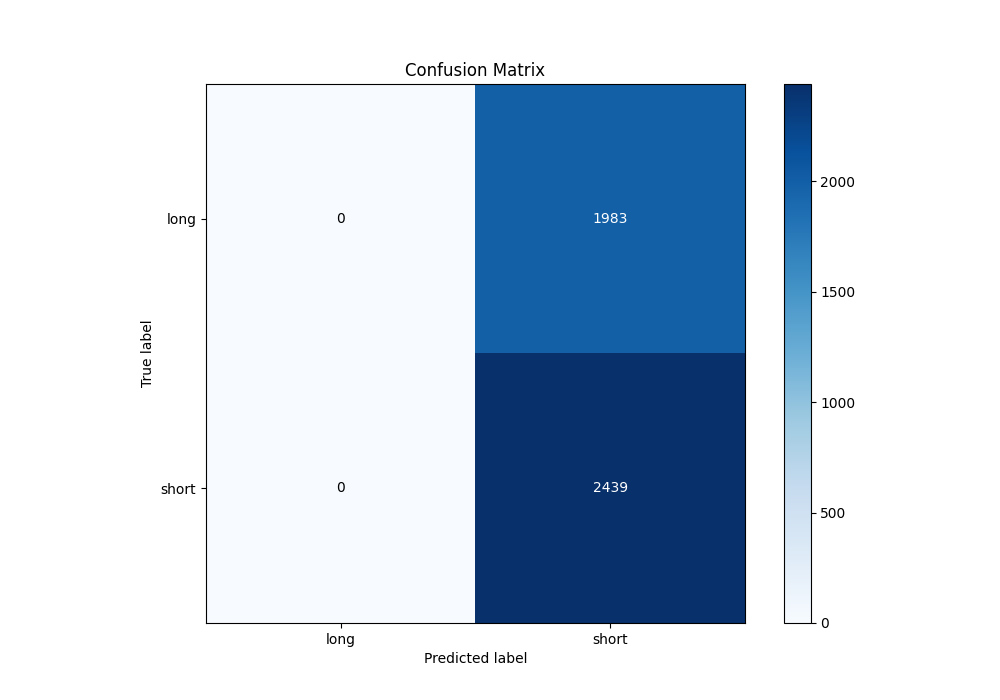 Confusion Matrix
True label
long
short
0
1983
0
2439
long
short
Predicted label
2000
1500
1000
500
0